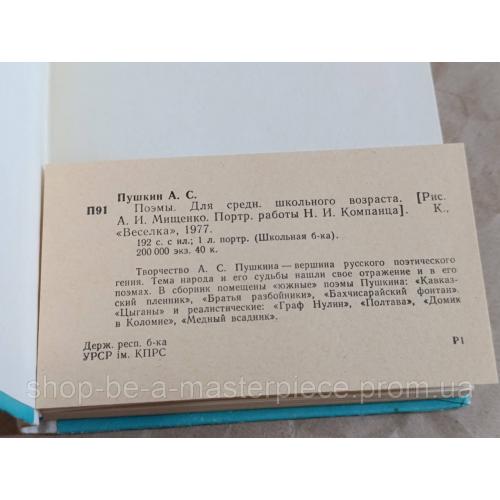 Пушкин А. С.
П91 Поэмы. Для средн. школьного возраста. [Рис.
А. И. Мищенко. Портр. работы Н. И. Компанца]. К.,
«Веселка», 1977.
192 с. с ил.; 1 л. портр. (Школьная б-ка).
200 000 экз. 40 к.
Творчество А. С. Пушкина — вершина русского поэтического
гения. Тема народа и его судьбы нашли свое отражение и в его
поэмах. В сборник помещены «южные» поэмы Пушкина: «Кавказ-
ский пленник», «Братья разбойники», «Бахчисарайский фонтан»,
«Цыганы» и реалистические: «Граф Нулин», «Полтава», «Домик
в Коломне», «Медный всадник».
Держ. респ. б-ка
УРСР ім. КПРС
Р1
shop-be-a-masterpiece.prom.ua